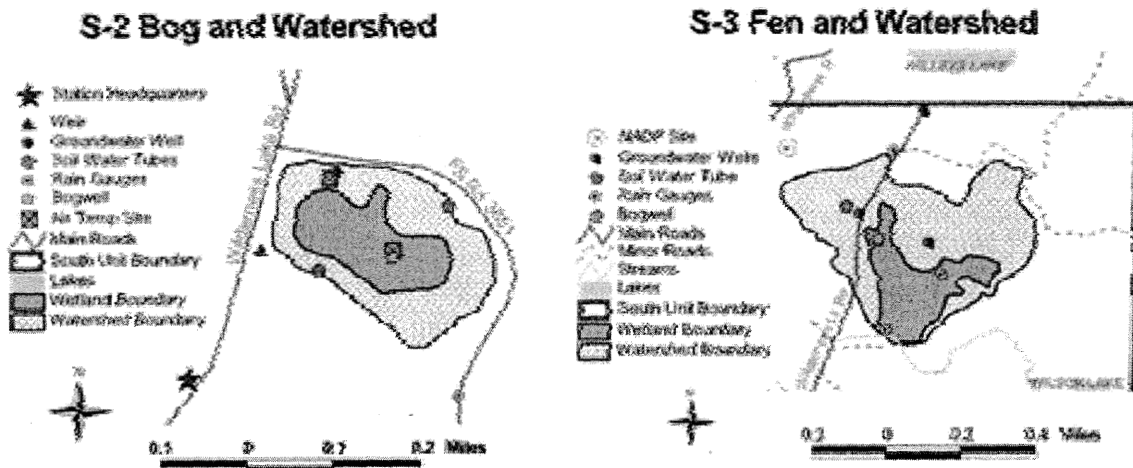 S-2 Bog and Watershed
Station Headquarters
Weir
Groundwater Well
Soil Water Tubes
Rain Gauges
Bogwell
Air Temp Site
Main Roads
South Unit Boundary
Lakes
Wetland Boundary
Watershed Boundary
0.1 0 0.1 0.2 Miles
S-3 Fen and Watershed
NADP Site
Groundwater Wells
Soil Water Tube
Rain Gauges
Bogwell
Main Roads
Minor Roads
Streams
Lakes
South Unit Boundary
Wetland Boundary
Watershed Boundary
WILSON LAKE
0.2 0 0.2 0.4 Miles